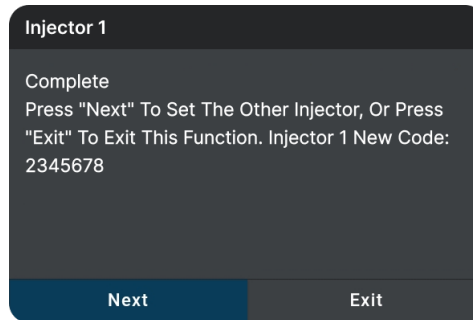 Injector 1
Complete
Press "Next" To Set The Other Injector, Or Press
"Exit" To Exit This Function. Injector 1 New Code:
2345678
Next
Exit